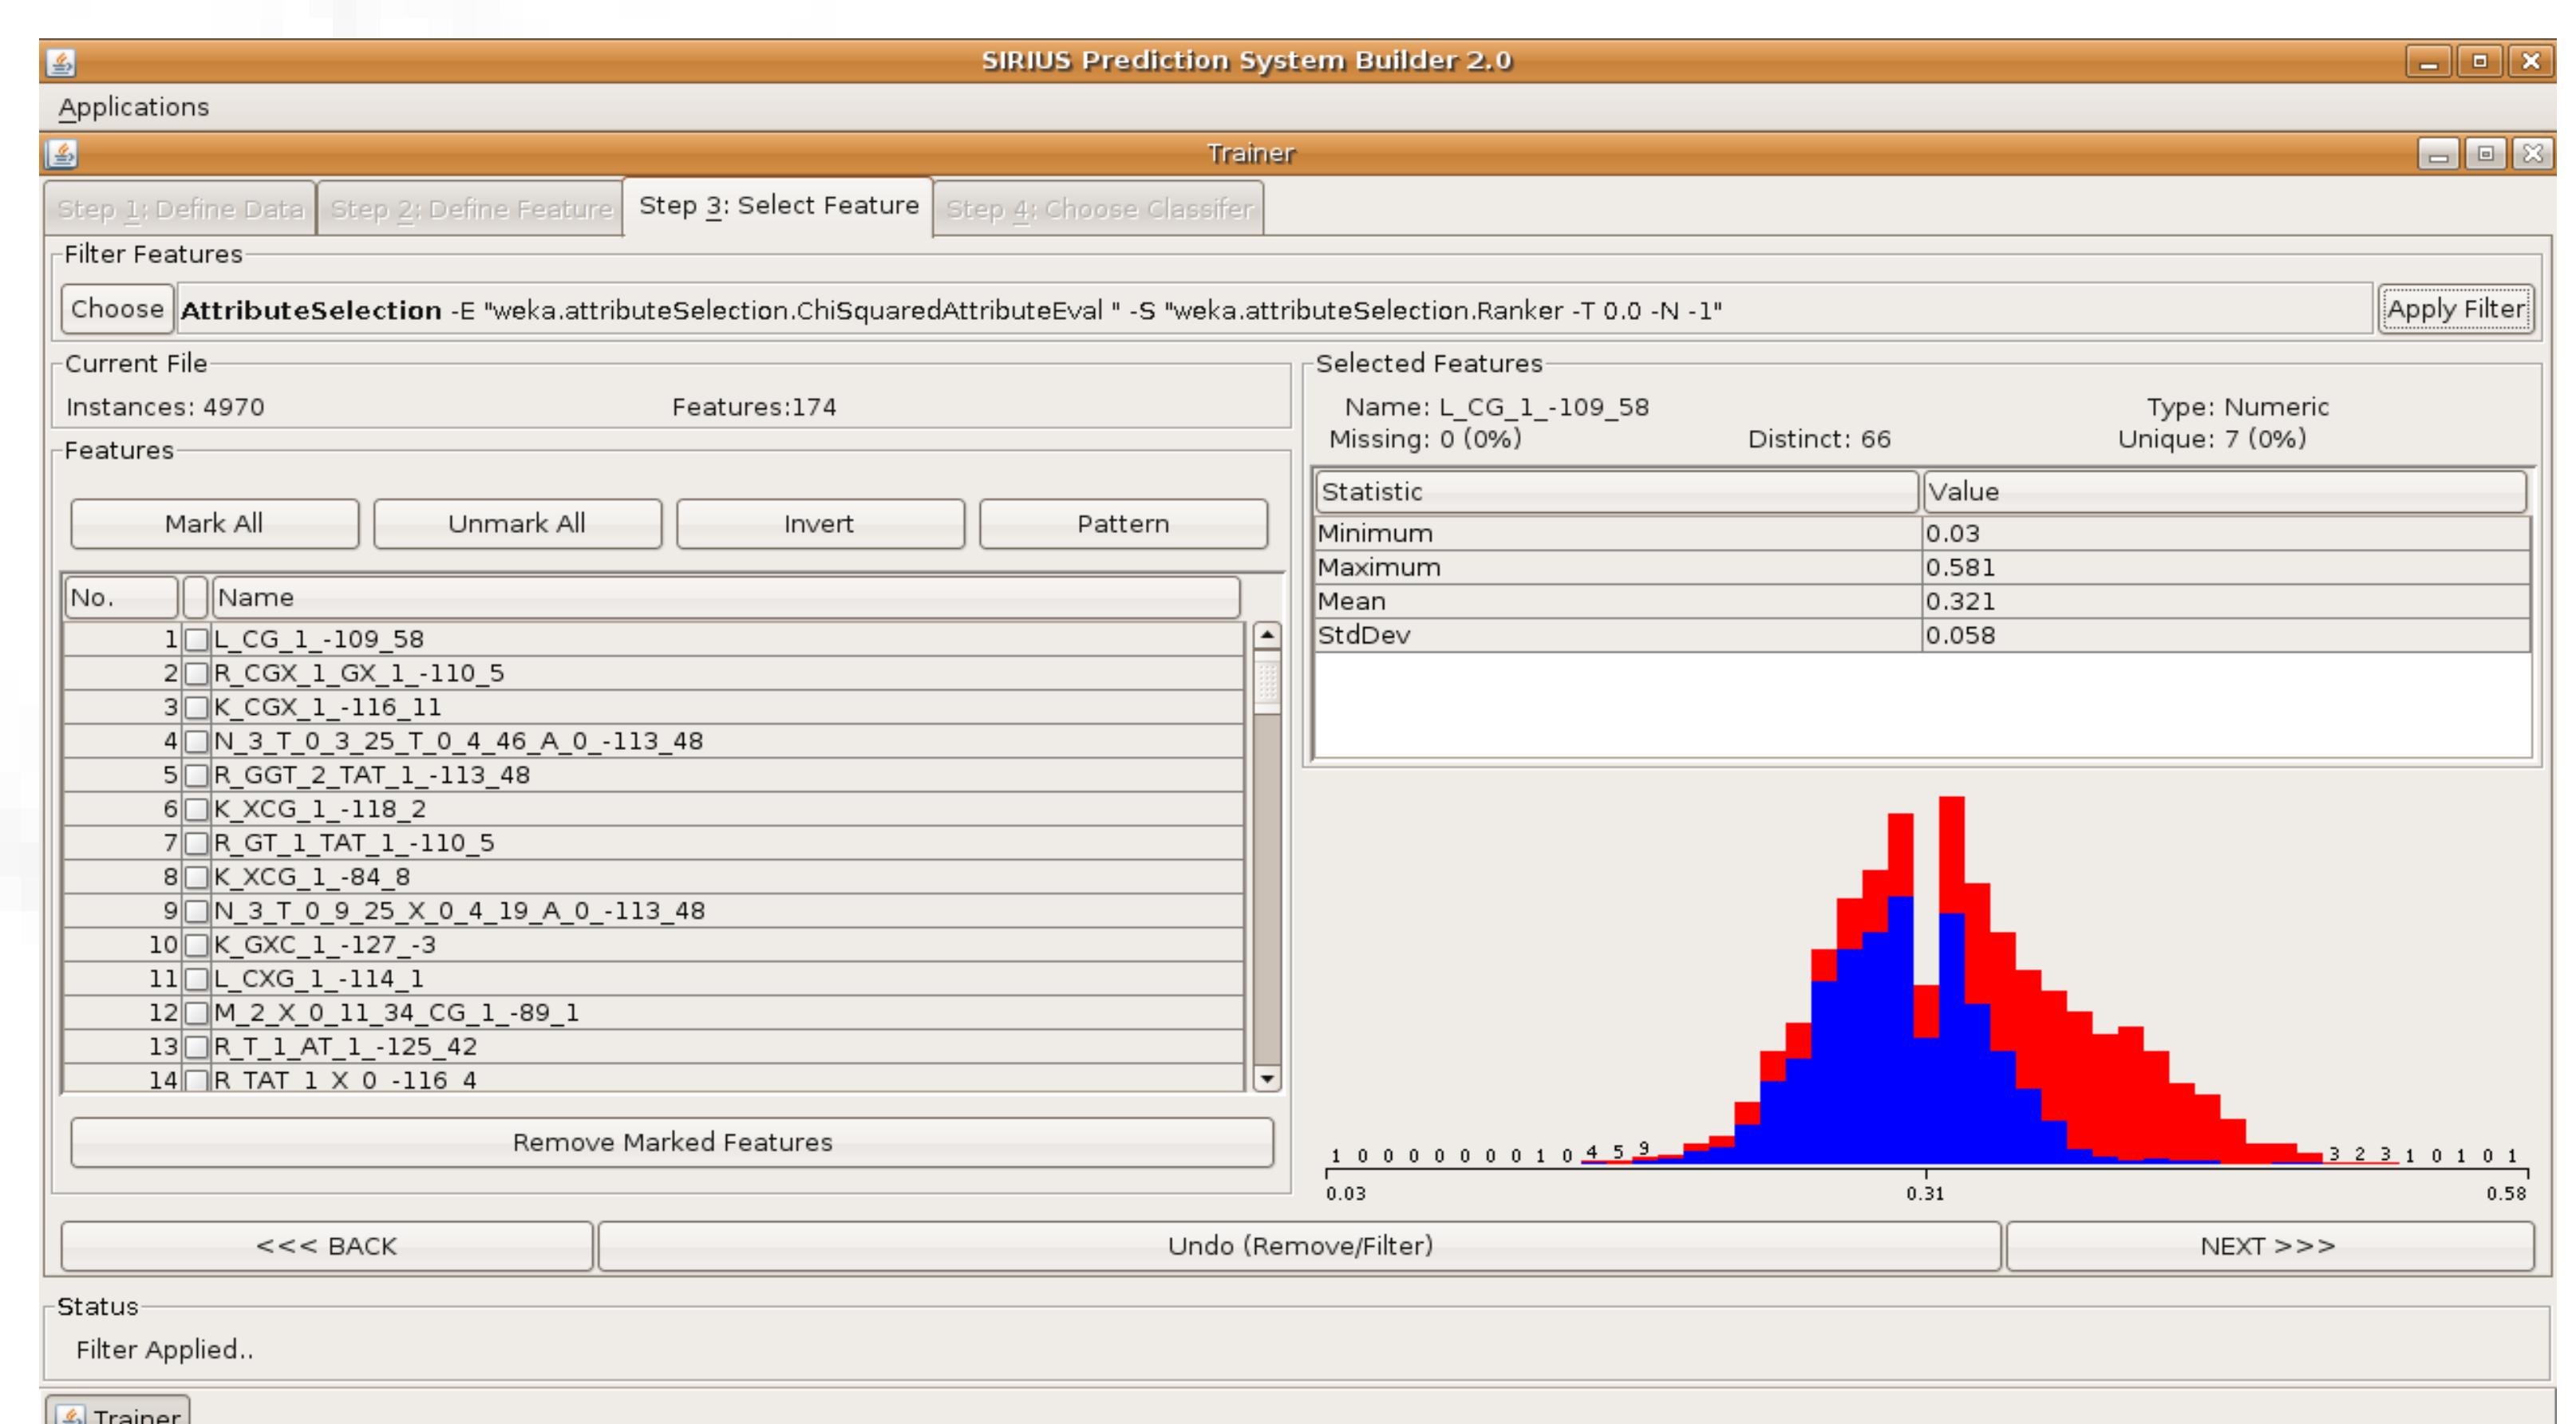 SIRIUS Prediction System Builder 2.0
Applications
Trainer
Step 1: Define Data Step 2: Define Feature Step 3: Select Feature Step 4: Choose Classifer
Filter Features
Choose AttributeSelection -E "weka.attributeSelection.ChiSquaredAttributeEval " -S "weka.attributeSelection.Ranker -T 0.0 -N -1" Apply Filter
Current File
Instances: 4970 Features:174
Features
Mark All Unmark All Invert Pattern
No. Name
1 L_CG_1_-109_58
2 R_CGX_1_GX_1_-110_5
3 K_CGX_1_-116_11
4 N_3_T_0_3_25_T_0_4_46_A_0_-113_48
5 R_GGT_2_TAT_1_-113_48
6 K_XCG_1_-118_2
7 R_GT_1_TAT_1_-110_5
8 K_XCG_1_-84_8
9 N_3_T_0_9_25_X_0_4_19_A_0_-113_48
10 K_GXC_1_-127_-3
11 L_CXG_1_-114_1
12 M_2_X_0_11_34_CG_1_-89_1
13 R_T_1_AT_1_-125_42
14 R_TAT_1_X_0_-116_4
Remove Marked Features
Selected Features
Name: L_CG_1_-109_58 Type: Numeric
Missing: 0 (0%) Distinct: 66 Unique: 7 (0%)
Statistic Value
Minimum 0.03
Maximum 0.581
Mean 0.321
StdDev 0.058
1 0 0 0 0 0 0 0 1 0 4 5 9 3 2 3 1 0 1 0 1
0.03 0.31 0.58
<<< BACK Undo (Remove/Filter) NEXT >>>
Status
Filter Applied..
Trainer